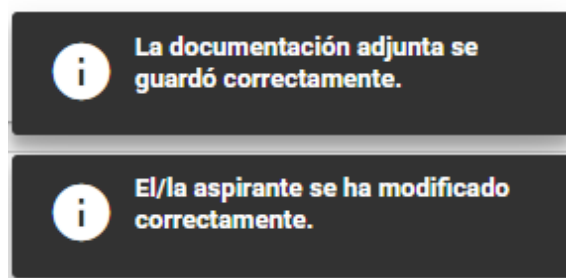 La documentación adjunta se
guardó correctamente.
El/la aspirante se ha modificado
correctamente.